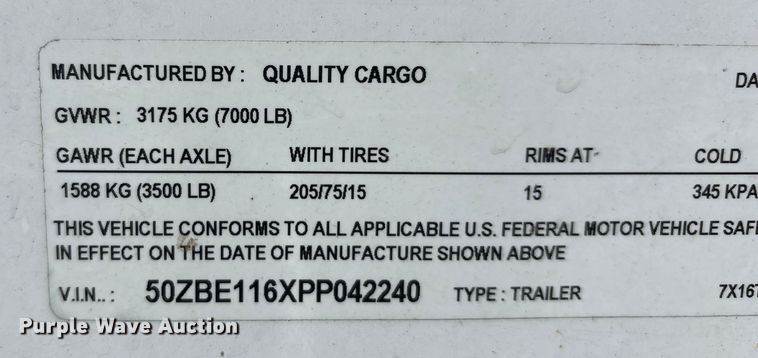 MANUFACTURED BY : QUALITY CARGO DA
GVWR : 3175 KG (7000 LB)
GAWR (EACH AXLE) WITH TIRES RIMS AT COLD
1588 KG (3500 LB) 205/75/15 15 345 KPA
THIS VEHICLE CONFORMS TO ALL APPLICABLE U.S. FEDERAL MOTOR VEHICLE SAF
IN EFFECT ON THE DATE OF MANUFACTURE SHOWN ABOVE
V.I.N.. : 50ZBE116XPP042240 TYPE : TRAILER 7X16T
Purple Wave Auction